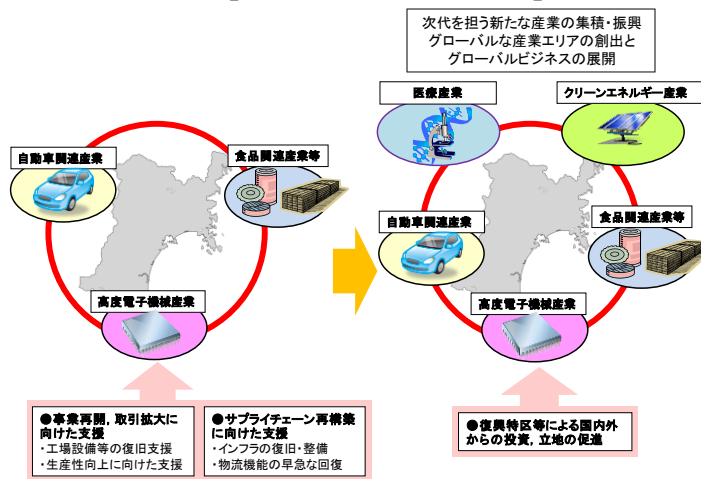 次代を担う新たな産業の集積・振興
グローバルな産業エリアの創出と
グローバルビジネスの展開
自動車関連産業
食品関連産業等
高度電子機械産業
医療産業
クリーンエネルギー産業
自動車関連産業
食品関連産業等
高度電子機械産業
●事業再開，取引拡大に
向けた支援
・工場設備等の復旧支援
・生産性向上に向けた支援
●サプライチェーン再構築
に向けた支援
・インフラの復旧・整備
・物流機能の早急な回復
●復興特区等による国内外
からの投資，立地の促進